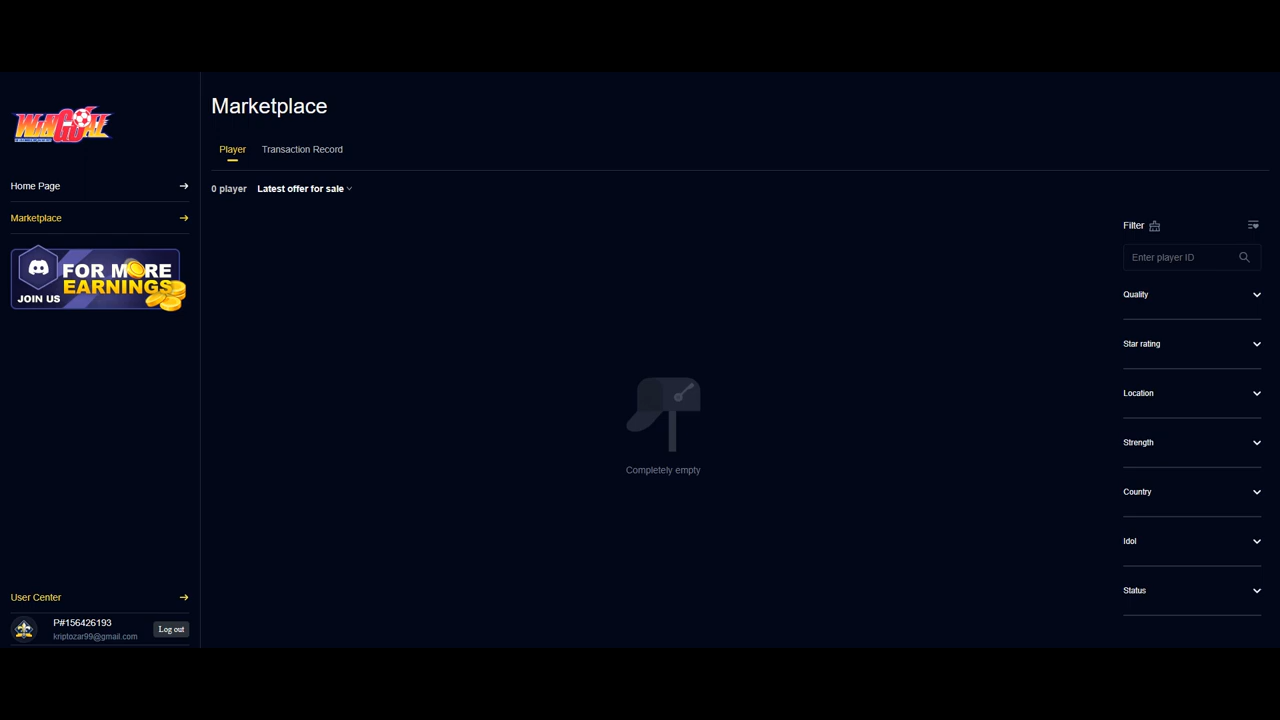 WINGOAL
Marketplace
Player
Transaction Record
Home Page
0 player
Latest offer for sale
Marketplace
Filter
FOR MORE
Enter player ID
EARNINGS
JOIN US
Quality
Star rating
Location
Strength
Completely empty
Country
Idol
Status
User Center
P#156426193
Log out
kriptozar99@gmail.com